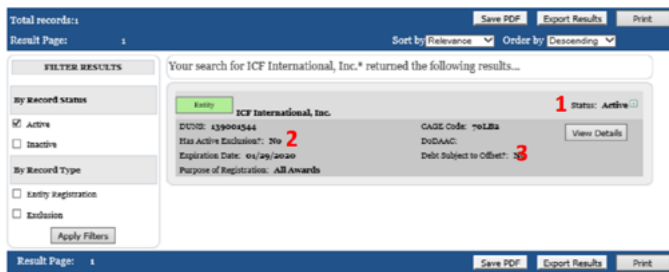 Total records:1
Save PDF Export Results Print
Result Page: 1 Sort by Relevance Order by Descending
FILTER RESULTS
Your search for ICF International, Inc.* returned the following results...
By Record Status
Active
Inactive
By Record Type
Entity Registration
Exclusion
Apply Filters
Entity ICF International, Inc. 1 Status: Active
DUNS: 139001544 CAGE Code: 70LB2 View Details
Has Active Exclusion?: No 2 DoDAAC:
Expiration Date: 01/29/2020 Debt Subject to Offset?: 3
Purpose of Registration: All Awards
Result Page: 1 Save PDF Export Results Print